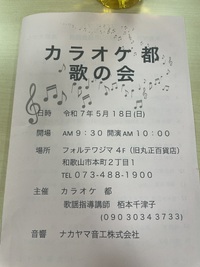 カラオケ 都
歌の会
日時 令和7年5月18日(日)
開場 AM9:30 開演AM10:00
場所 フォルテワジマ 4F (旧丸正百貨店)
和歌山市本町2丁目1
TEL073-488-1900
主催 カラオケ 都
歌謡指導講師 栢本千津子
(09030343733)
音響 ナカヤマ音工株式会社